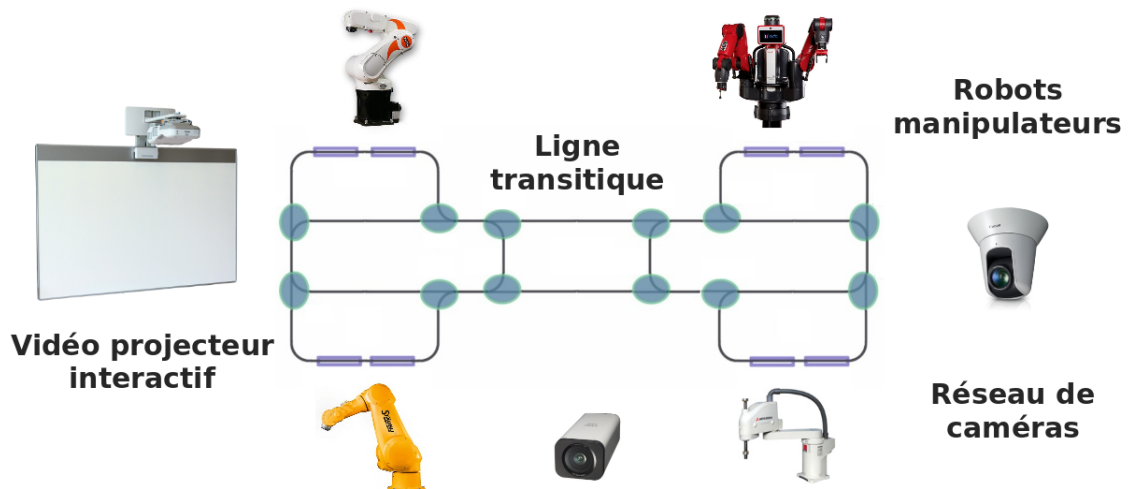 Robots
manipulateurs
Ligne
transitique
Vidéo projecteur
interactif
Réseau de
caméras